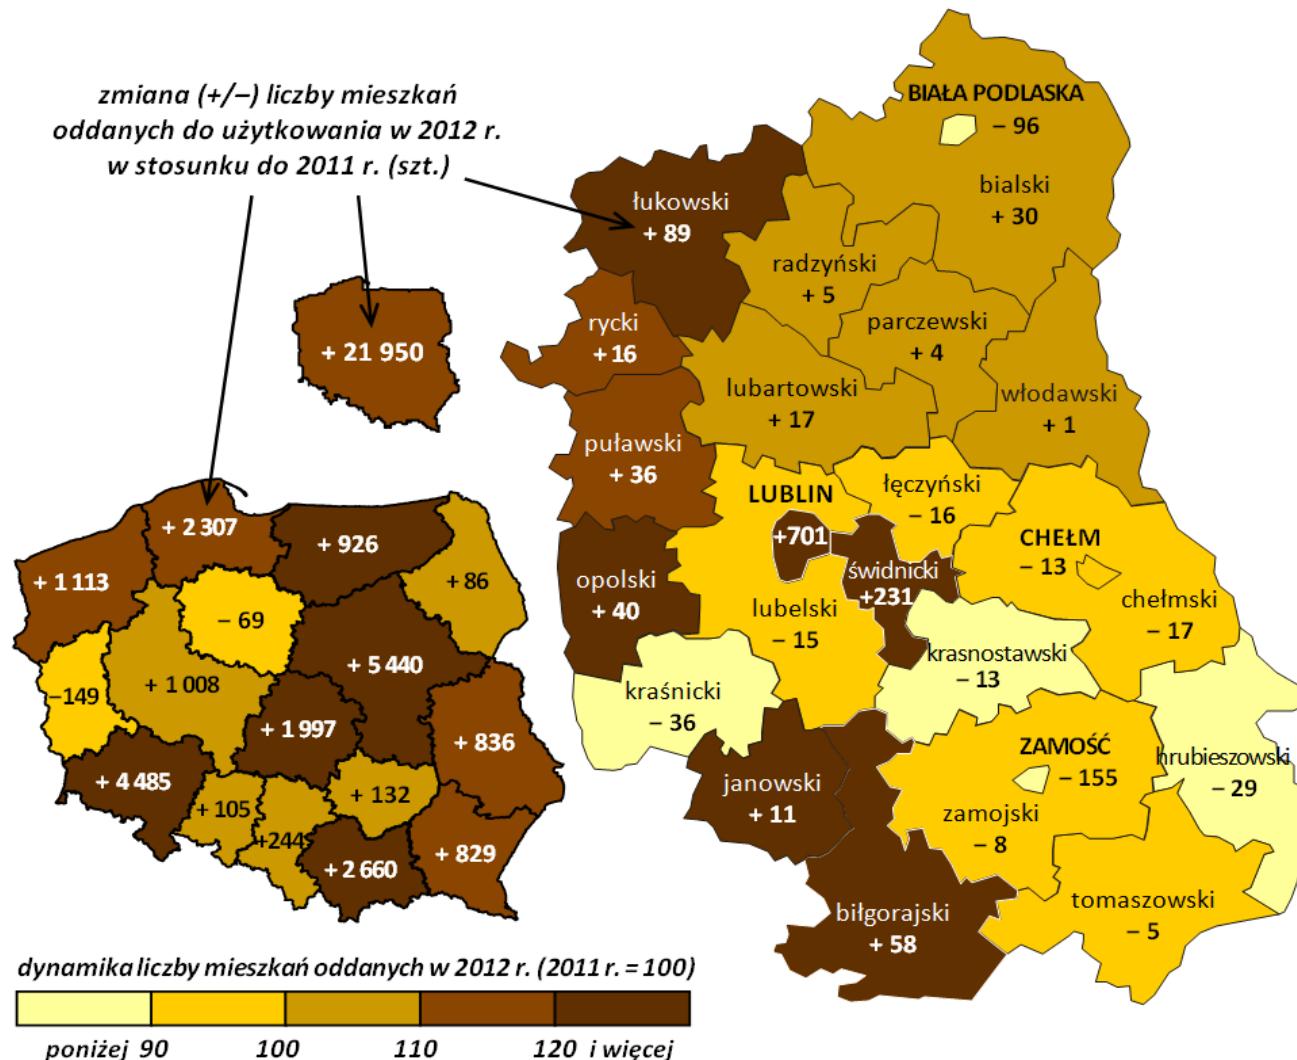 zmiana (+/–) liczby mieszkań
oddanych do użytkowania w 2012 r.
w stosunku do 2011 r. (szt.)
+ 21 950
+ 2 307
+ 926
+ 1 113
+ 86
– 69
–149
+ 1 008
+ 5 440
+ 1 997
+ 836
+ 4 485
+ 105
+244
+ 132
+ 2 660
+ 829
BIAŁA PODLASKA
– 96
bialski
+ 30
łukowski
+ 89
radzyński
+ 5
rycki
+ 16
parczewski
+ 4
lubartowski
+ 17
włodawski
+ 1
puławski
+ 36
LUBLIN
+701
łęczyński
– 16
CHEŁM
– 13
chełmski
– 17
opolski
+ 40
świdnicki
+231
lubelski
– 15
krasnostawski
– 13
kraśnicki
– 36
ZAMOŚĆ
– 155
hrubieszowski
– 29
janowski
+ 11
zamojski
– 8
tomaszowski
– 5
biłgorajski
+ 58
dynamika liczby mieszkań oddanych w 2012 r. (2011 r. = 100)
poniżej 90 100 110 120 i więcej